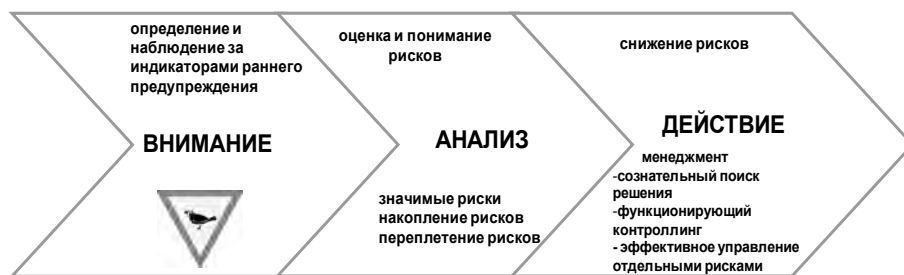 определение и
наблюдение за
индикаторами раннего
предупреждения
ВНИМАНИЕ
оценка и понимание
рисков
АНАЛИЗ
значимые риски
накопление рисков
переплетение рисков
снижение рисков
ДЕЙСТВИЕ
менеджмент
-сознательный поиск
решения
-функционирующий
контроллинг
- эффективное управление
отдельными рисками